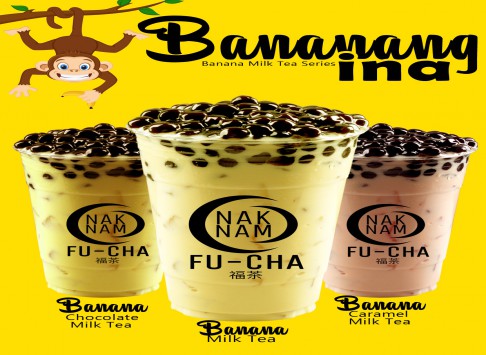 Bananang
ina
Banana Milk Tea Series
NAK
NAM
FU-CHA
福茶
NAK
NAM
FU-CHA
福茶
NAK
NAM
FU-CHA
福茶
Banana
Chocolate
Milk Tea
Banana
Milk Tea
Banana
Caramel
Milk Tea